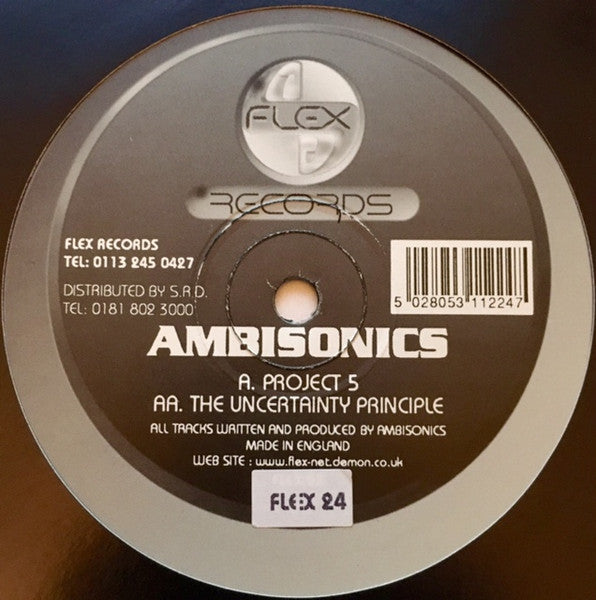 FLEX
RECORDS
FLEX RECORDS
TEL: 0113 245 0427
DISTRIBUTED BY S.R.D.
TEL: 0181 802 3000
5 028053 112247
AMBISONICS
A. PROJECT 5
AA. THE UNCERTAINTY PRINCIPLE
ALL TRACKS WRITTEN AND PRODUCED BY AMBISONICS
MADE IN ENGLAND
WEB SITE : www.flex-net.demon.co.uk
FLEX 24